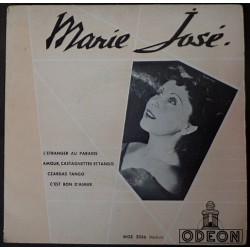 Marie José.
L'ETRANGER AU PARADIS
AMOUR, CASTAGNETTES ET TANGO
CZARDAS TANGO
C'EST BON D'AIMER
ODEON